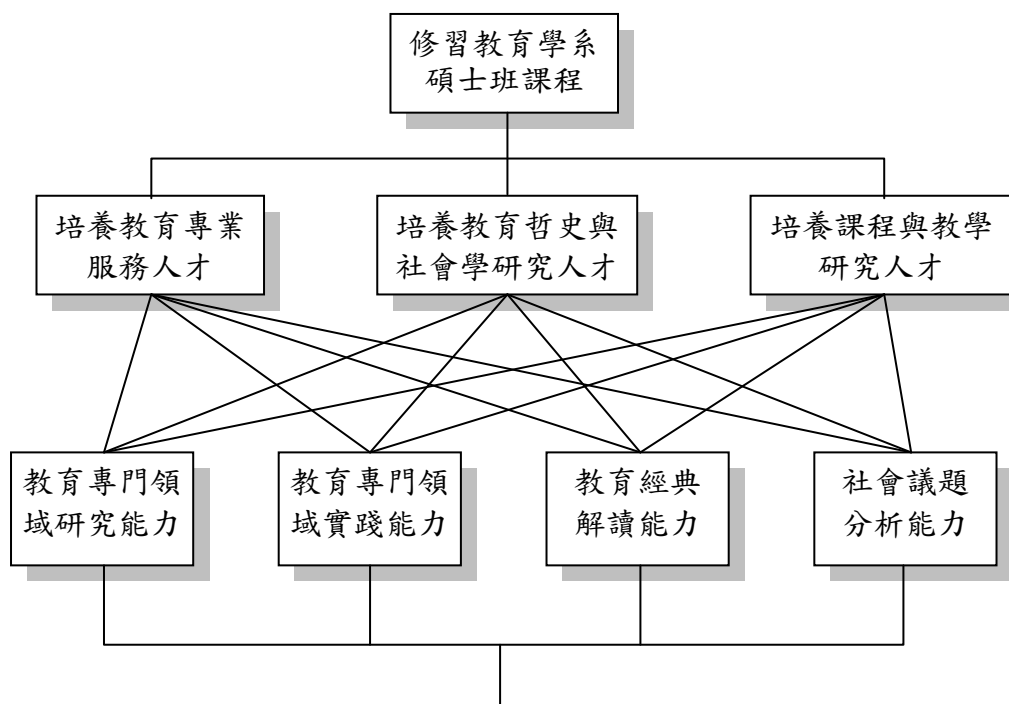 修習教育學系
碩士班課程
培養教育專業
服務人才
培養教育哲史與
社會學研究人才
培養課程與教學
研究人才
教育專門領
域研究能力
教育專門領
域實踐能力
教育經典
解讀能力
社會議題
分析能力